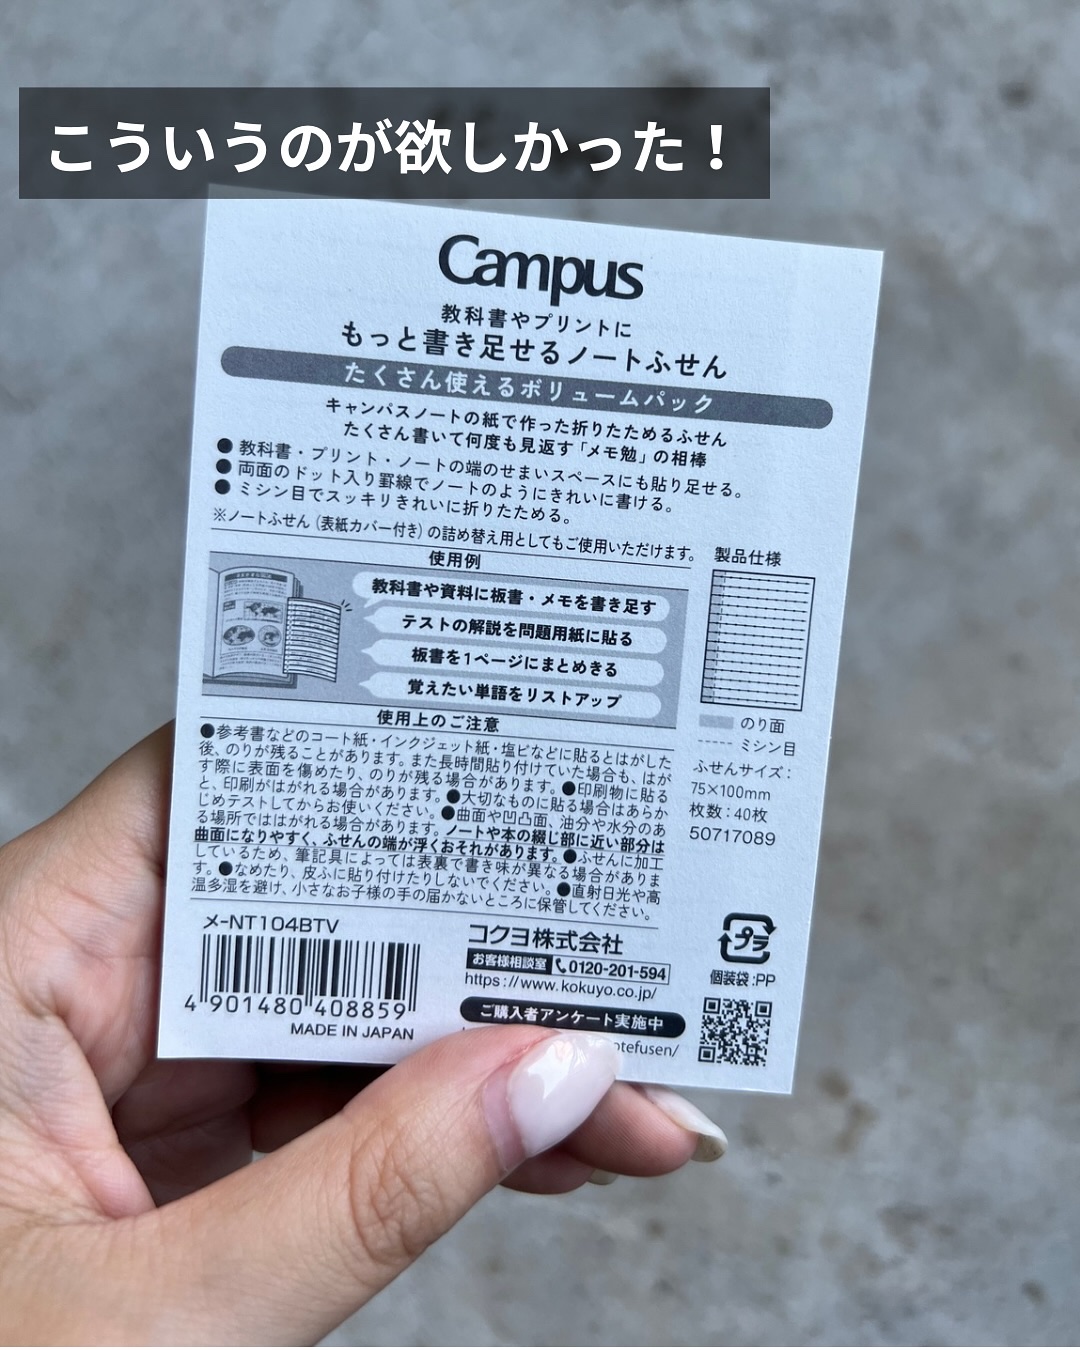 こういうのが欲しかった！
Campus
教科書やプリントに
もっと書き足せるノートふせん
たくさん使えるボリュームパック
キャンパスノートの紙で作った折りたためるふせん
たくさん書いて何度も見返す「メモ勉」の相棒
●教科書・プリント・ノートの端のせまいスペースにも貼り足せる。
●両面のドット入り罫線でノートのようにきれいに書ける。
●ミシン目でスッキリきれいに折りたためる。
※ノートふせん（表紙カバー付き）の詰め替え用としてもご使用いただけます。
使用例
教科書や資料に板書・メモを書き足す
テストの解説を問題用紙に貼る
板書を1ページにまとめきる
覚えたい単語をリストアップ
製品仕様
のり面
ミシン目
ふせんサイズ：
75×100mm
枚数：40枚
50717089
使用上のご注意
●参考書などのコート紙・インクジェット紙・塩ビなどに貼るとはがした
後、のりが残ることがあります。また長時間貼り付けていた場合も、はが
す際に表面を傷めたり、のりが残る場合があります。●印刷物に貼る
と、印刷がはがれる場合があります。●大切なものに貼る場合はあらか
じめテストしてからお使いください。●曲面や凹凸面、油分や水分のあ
る場所でははがれる場合があります。ノートや本の綴じ部に近い部分は
曲面になりやすく、ふせんの端が浮くおそれがあります。●ふせんに加工
しているため、筆記具によっては表裏で書き味が異なる場合がありま
す。●なめたり、皮ふに貼り付けたりしないでください。●直射日光や高
温多湿を避け、小さなお子様の手の届かないところに保管してください。
メ-NT104BTV
4 901480 408859
MADE IN JAPAN
コクヨ株式会社
お客様相談室 0120-201-594
https://www.kokuyo.co.jp/
ご購入者アンケート実施中
otefusen/
プラ
個装袋:PP